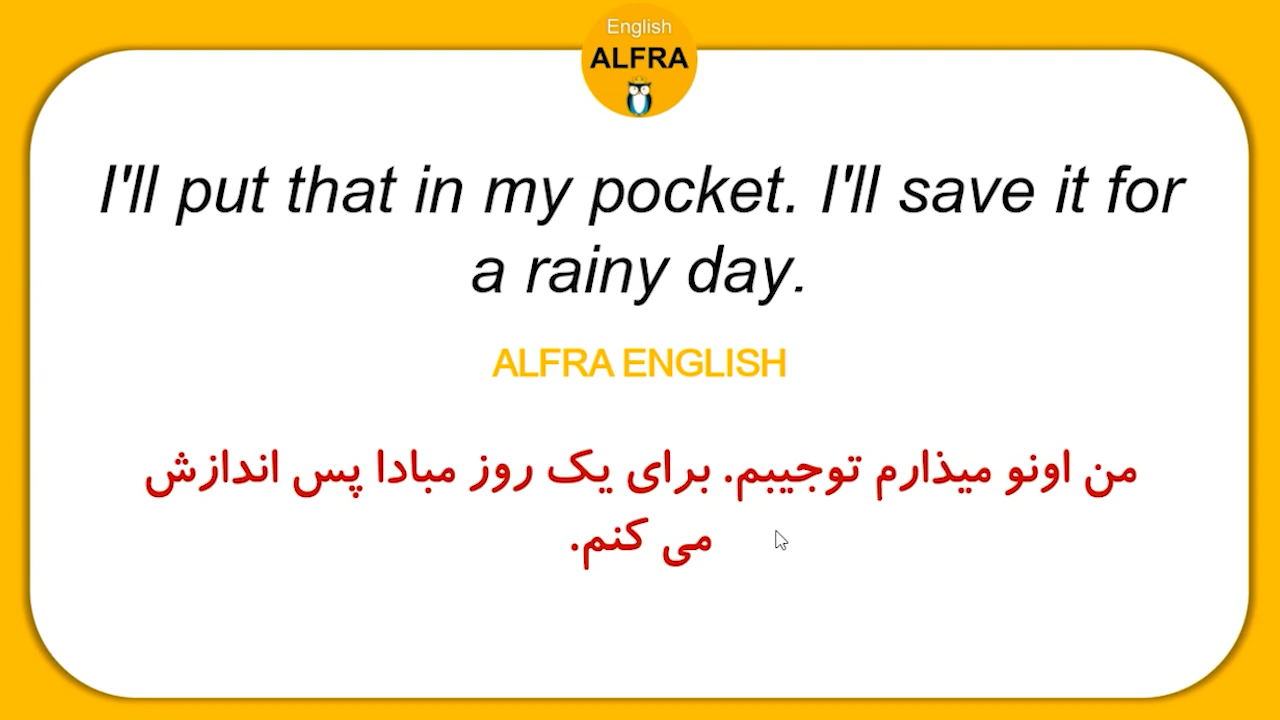 English
ALFRA
I'll put that in my pocket. I'll save it for
a rainy day.
ALFRA ENGLISH
من اونو میذارم توجیبم. برای یک روز مبادا پس اندازش
می کنم.